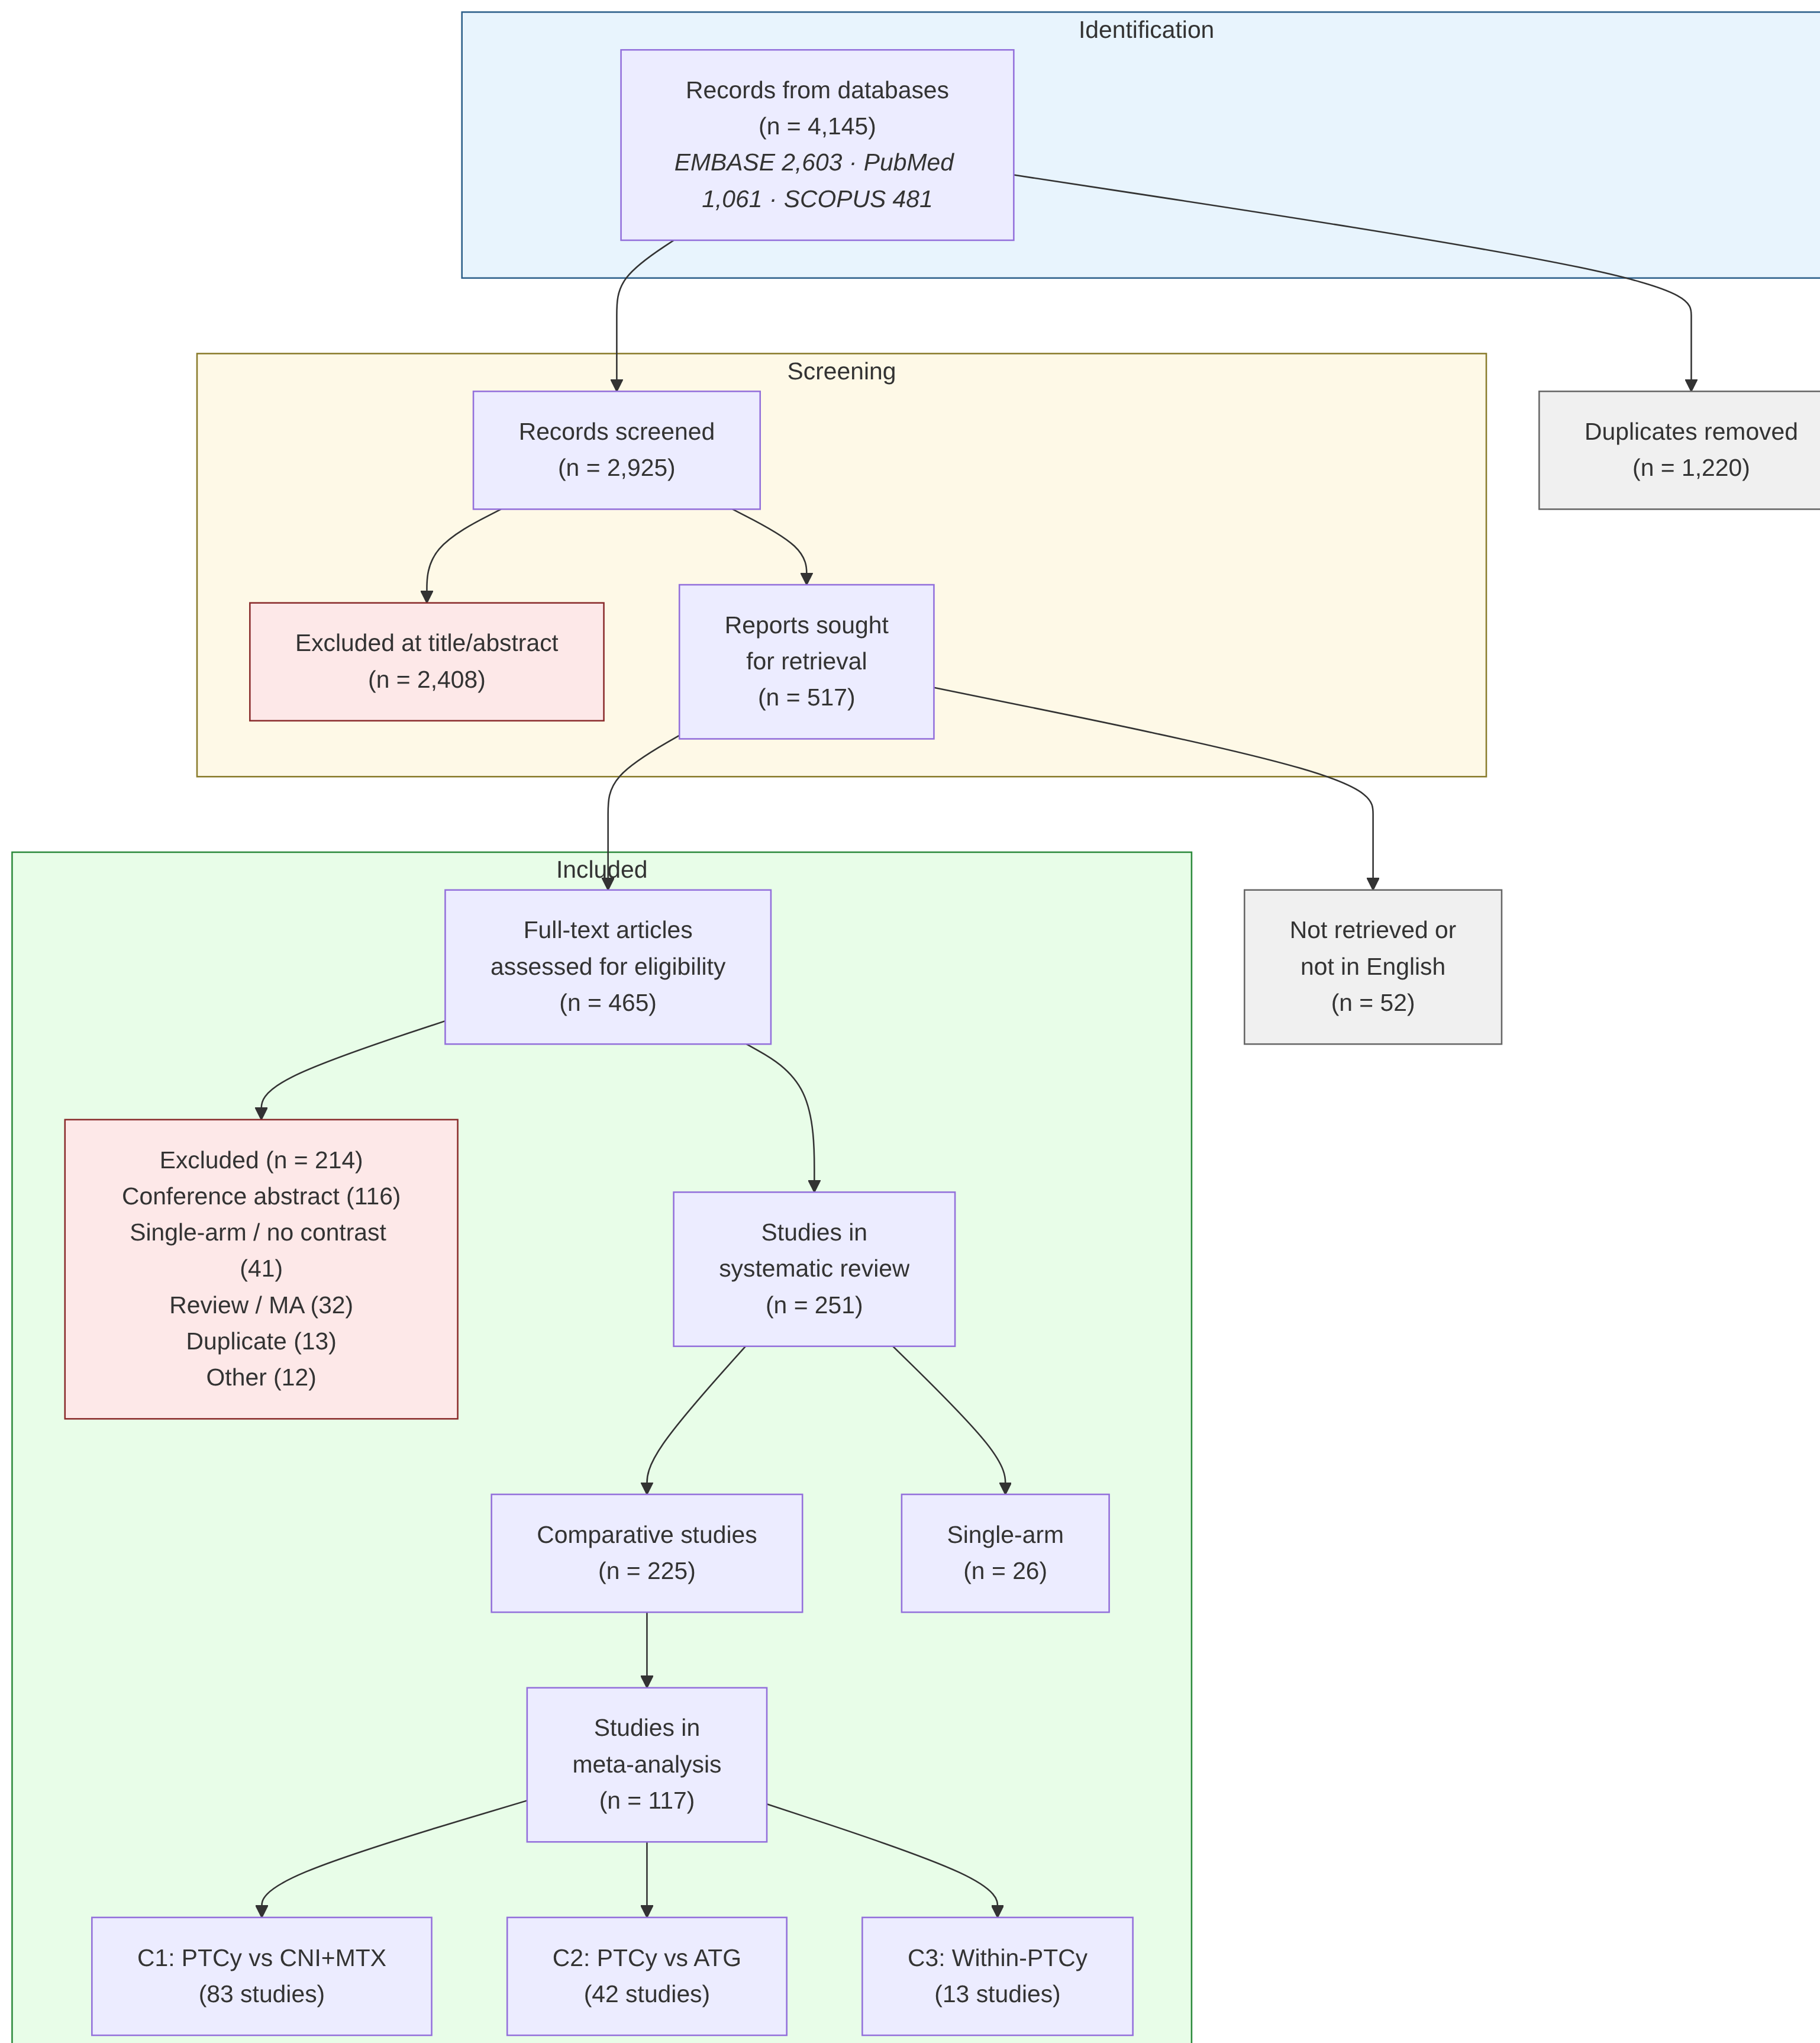 Identification
Records from databases
(n = 4,145)
EMBASE 2,603 · PubMed
1,061 · SCOPUS 481
Screening
Records screened
(n = 2,925)
Duplicates removed
(n = 1,220)
Excluded at title/abstract
(n = 2,408)
Reports sought
for retrieval
(n = 517)
Included
Full-text articles
assessed for eligibility
(n = 465)
Not retrieved or
not in English
(n = 52)
Excluded (n = 214)
Conference abstract (116)
Single-arm / no contrast
(41)
Review / MA (32)
Duplicate (13)
Other (12)
Studies in
systematic review
(n = 251)
Comparative studies
(n = 225)
Single-arm
(n = 26)
Studies in
meta-analysis
(n = 117)
C1: PTCy vs CNI+MTX
(83 studies)
C2: PTCy vs ATG
(42 studies)
C3: Within-PTCy
(13 studies)